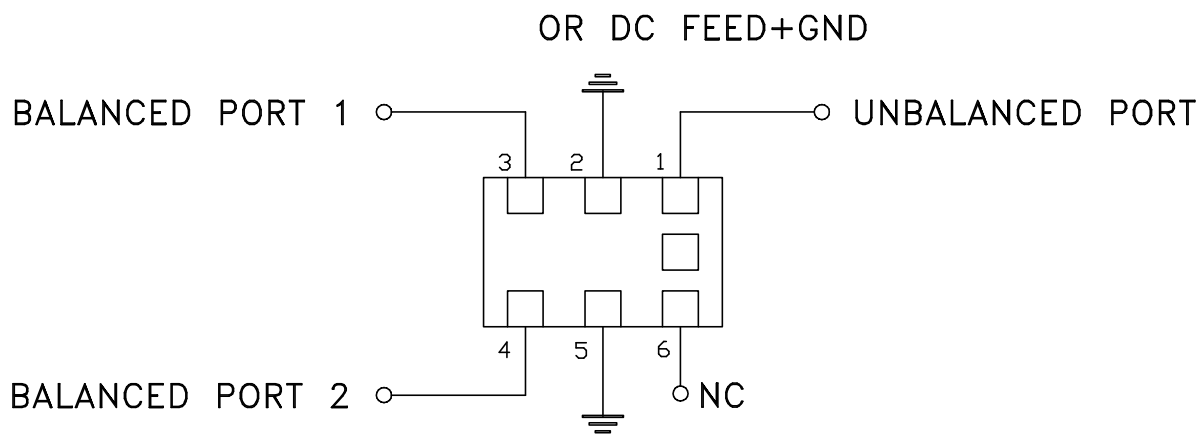 OR DC FEED+GND
BALANCED PORT 1
UNBALANCED PORT
3 2 1
4 5 6
BALANCED PORT 2
NC